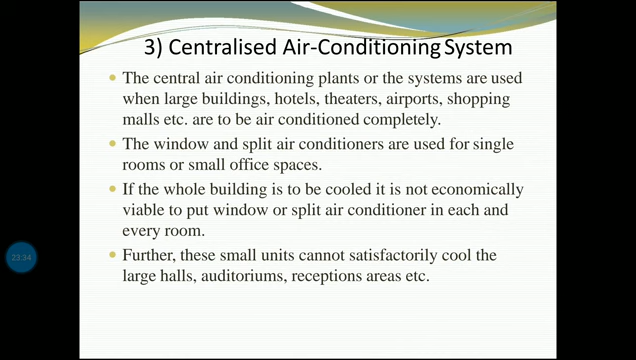 3) Centralised Air-Conditioning System
The central air conditioning plants or the systems are used
when large buildings, hotels, theaters, airports, shopping
malls etc. are to be air conditioned completely.
The window and split air conditioners are used for single
rooms or small office spaces.
If the whole building is to be cooled it is not economically
viable to put window or split air conditioner in each and
every room.
Further, these small units cannot satisfactorily cool the
large halls, auditoriums, receptions areas etc.
23:34